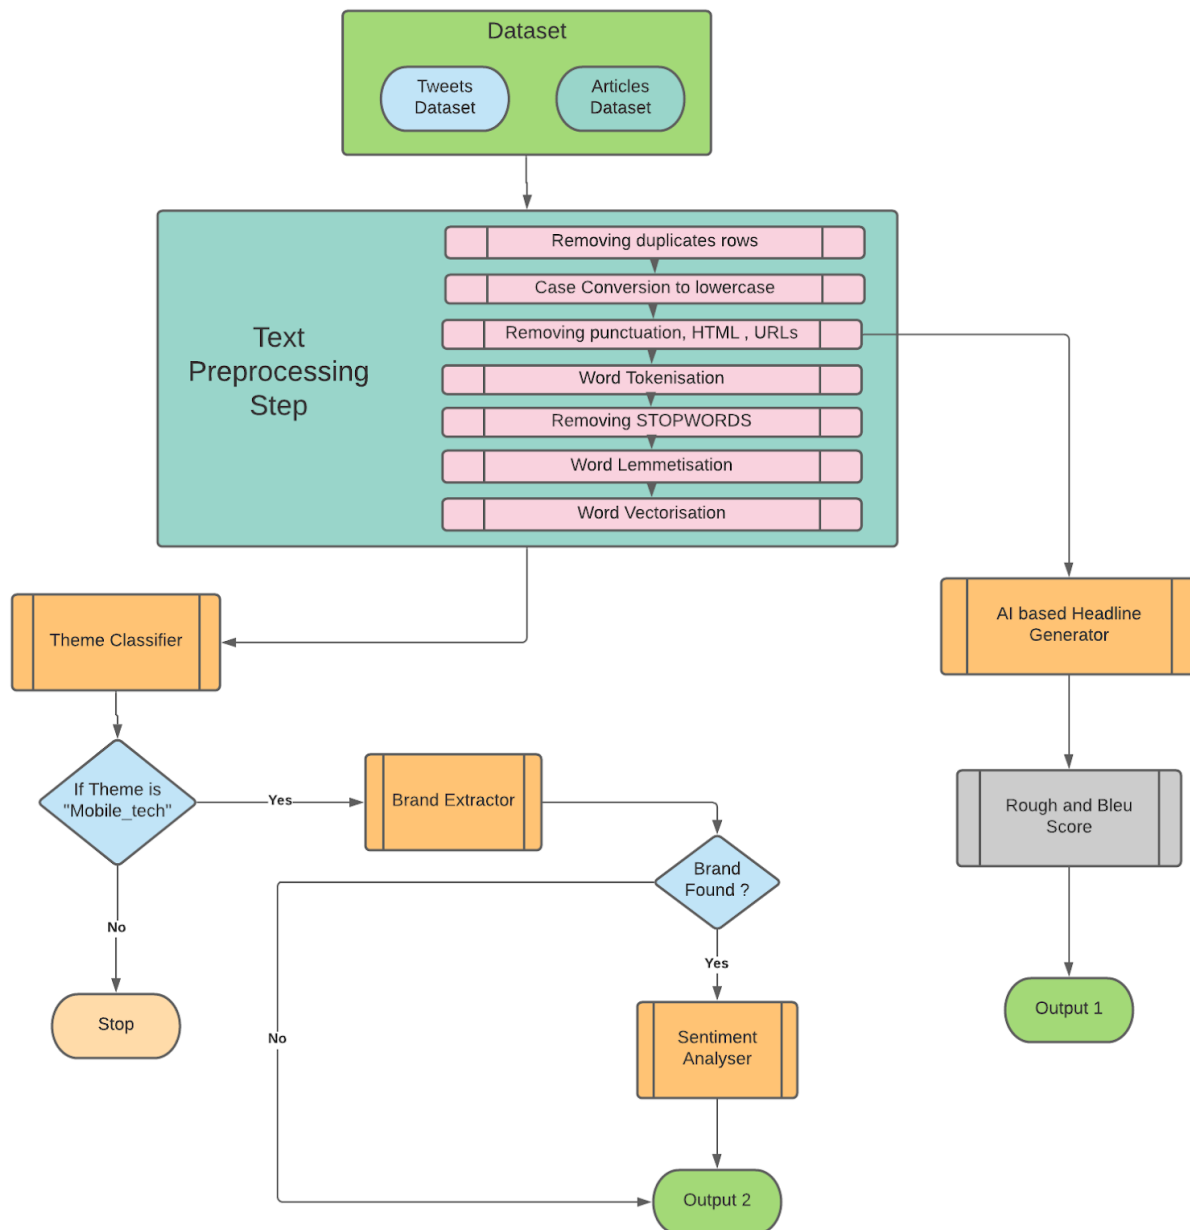 Dataset
Tweets
Dataset
Articles
Dataset
Text
Preprocessing
Step
Removing duplicates rows
Case Conversion to lowercase
Removing punctuation, HTML , URLs
Word Tokenisation
Removing STOPWORDS
Word Lemmetisation
Word Vectorisation
Theme Classifier
AI based Headline
Generator
If Theme is
"Mobile_tech"
Yes
Brand Extractor
Rough and Bleu
Score
Brand
Found ?
No
Yes
Stop
Output 1
No
Sentiment
Analyser
Output 2